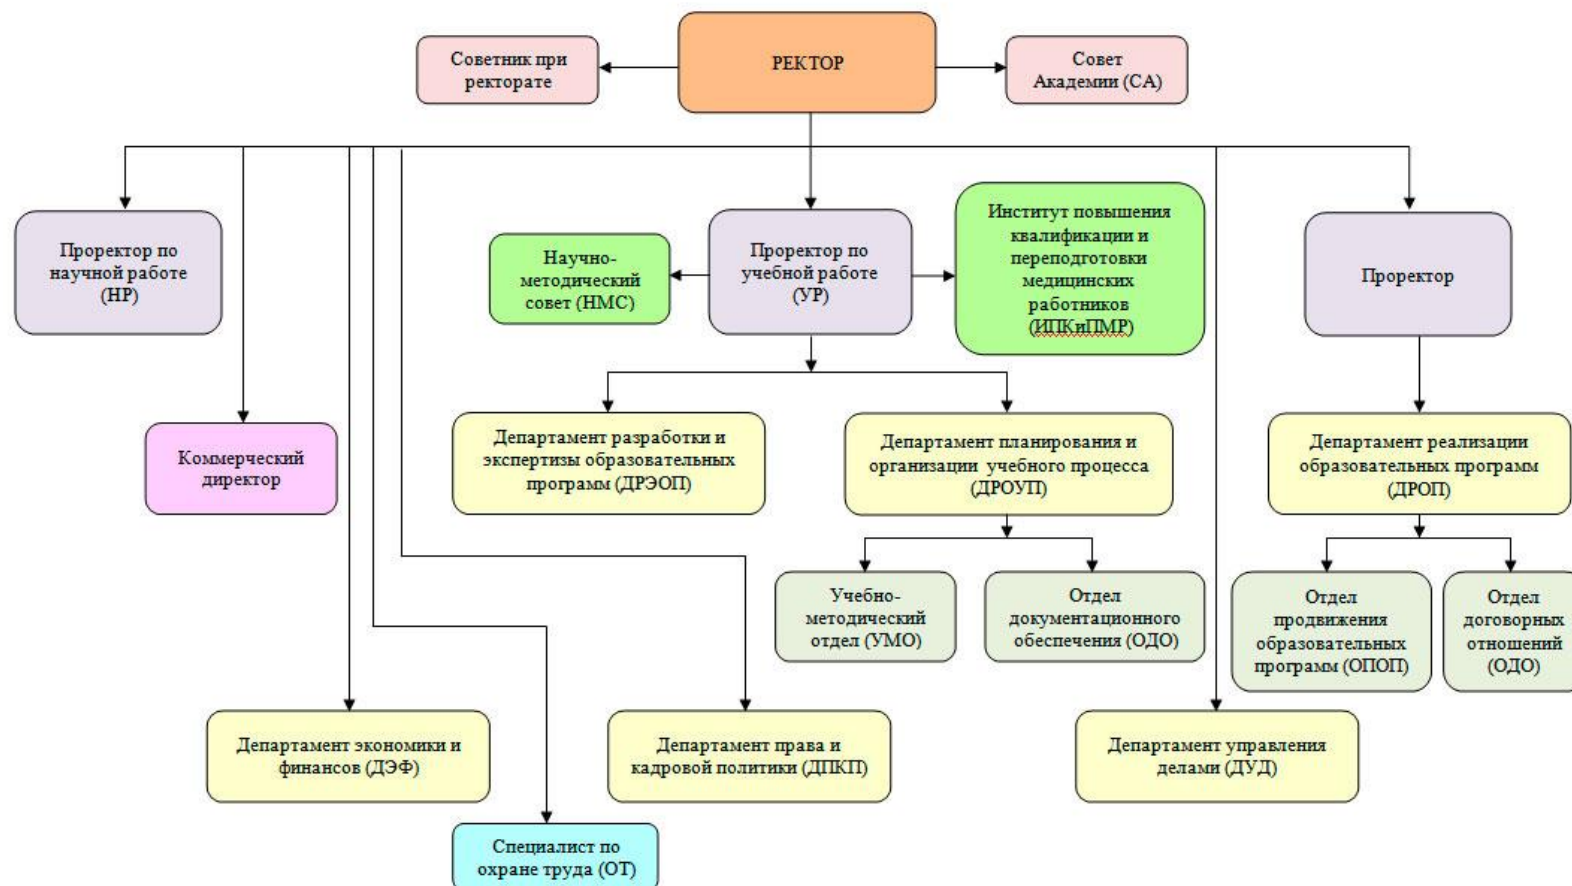 Советник при
ректорате
РЕКТОР
Совет
Академии (СА)
Проректор по
научной работе
(НР)
Научно-
методический
совет (НМС)
Проректор по
учебной работе
(УР)
Институт повышения
квалификации и
переподготовки
медицинских
работников
(ИПКиПМР)
Проректор
Коммерческий
директор
Департамент разработки и
экспертизы образовательных
программ (ДРЭОП)
Департамент планирования и
организации учебного процесса
(ДРОУП)
Департамент реализации
образовательных программ
(ДРОП)
Учебно-
методический
отдел (УМО)
Отдел
документационного
обеспечения (ОДО)
Отдел
продвижения
образовательных
программ (ОПОП)
Отдел
договорных
отношений
(ОДО)
Департамент экономики и
финансов (ДЭФ)
Департамент права и
кадровой политики (ДПКП)
Департамент управления
делами (ДУД)
Специалист по
охране труда (ОТ)